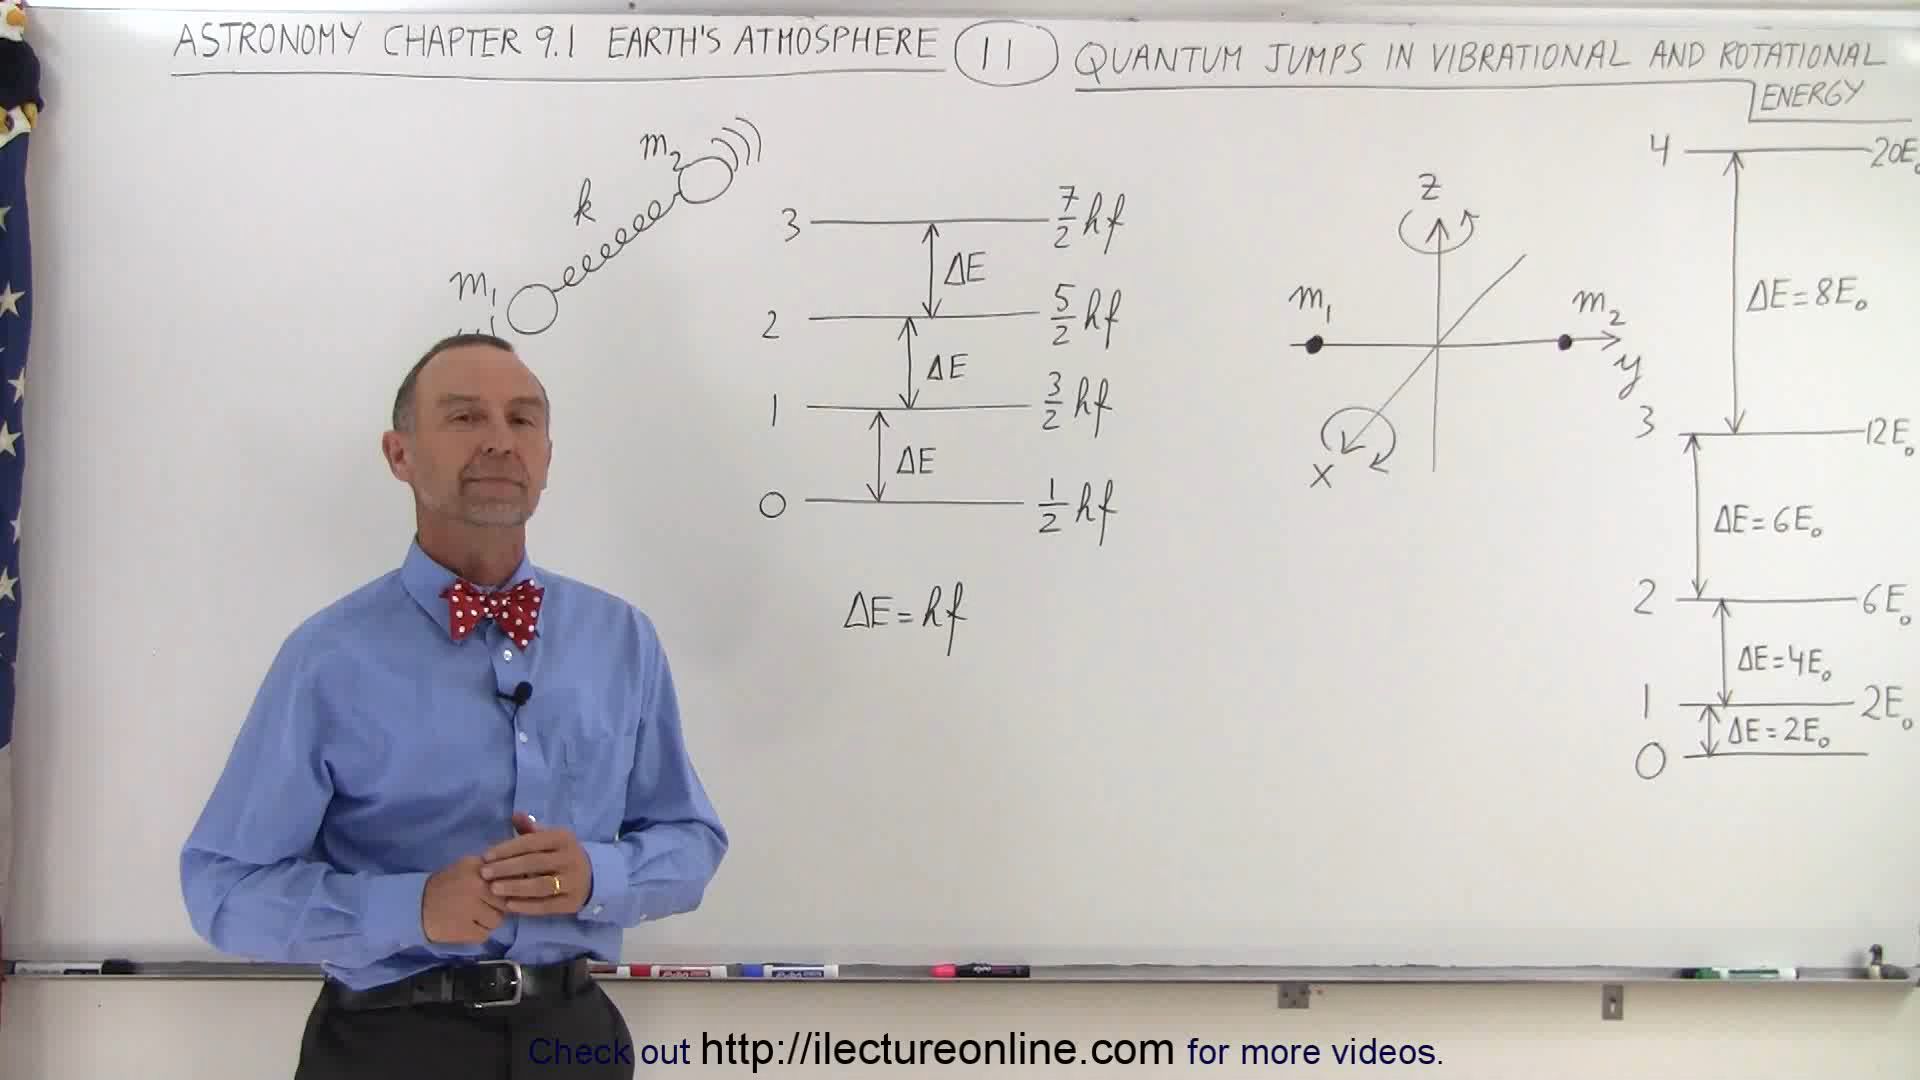 ASTRONOMY CHAPTER 9.1 EARTH'S ATMOSPHERE 11 QUANTUM JUMPS IN VIBRATIONAL AND ROTATIONAL
ENERGY
m₁ k m₂
3 7/2 hf
ΔE
2 5/2 hf
ΔE
1 3/2 hf
ΔE
0 1/2 hf
ΔE = hf
z
m₁ m₂
y
x
4 20E₀
ΔE = 8E₀
3 12E₀
ΔE = 6E₀
2 6E₀
ΔE = 4E₀
1 2E₀
ΔE = 2E₀
0
Check out http://ilectureonline.com for more videos.